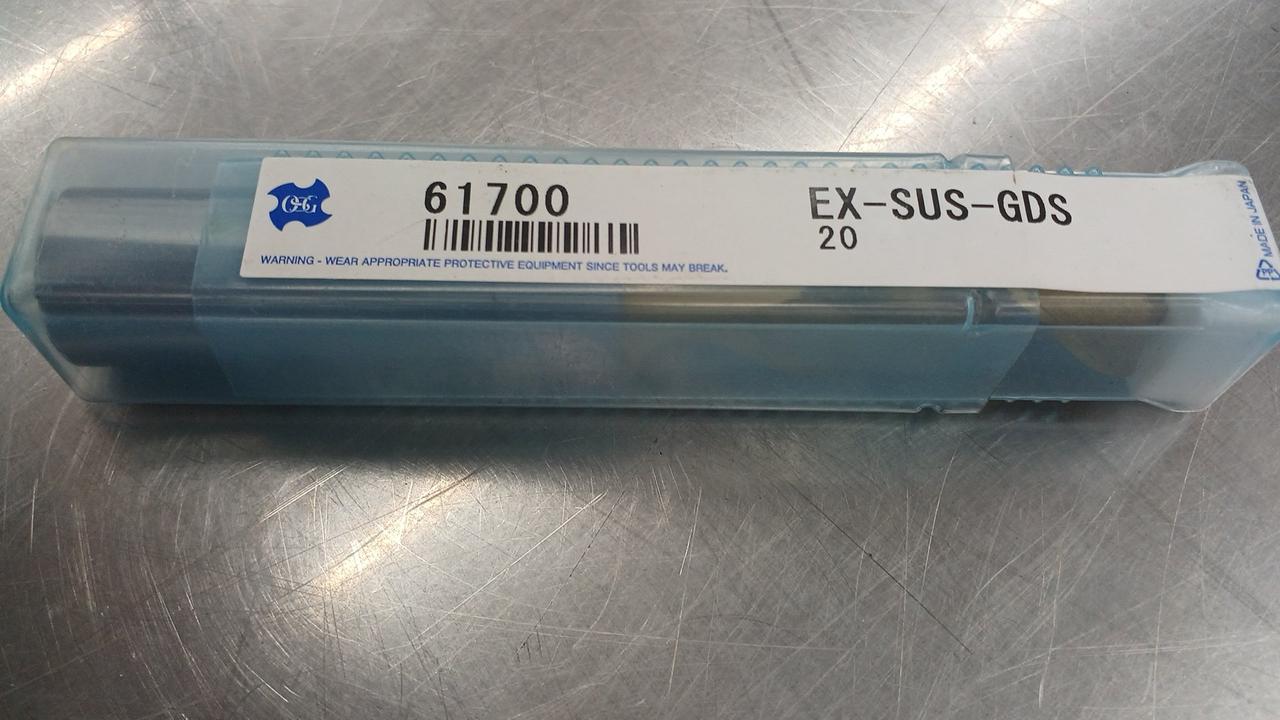 OSG
61700
EX-SUS-GDS
20
WARNING - WEAR APPROPRIATE PROTECTIVE EQUIPMENT SINCE TOOLS MAY BREAK.
MADE IN JAPAN